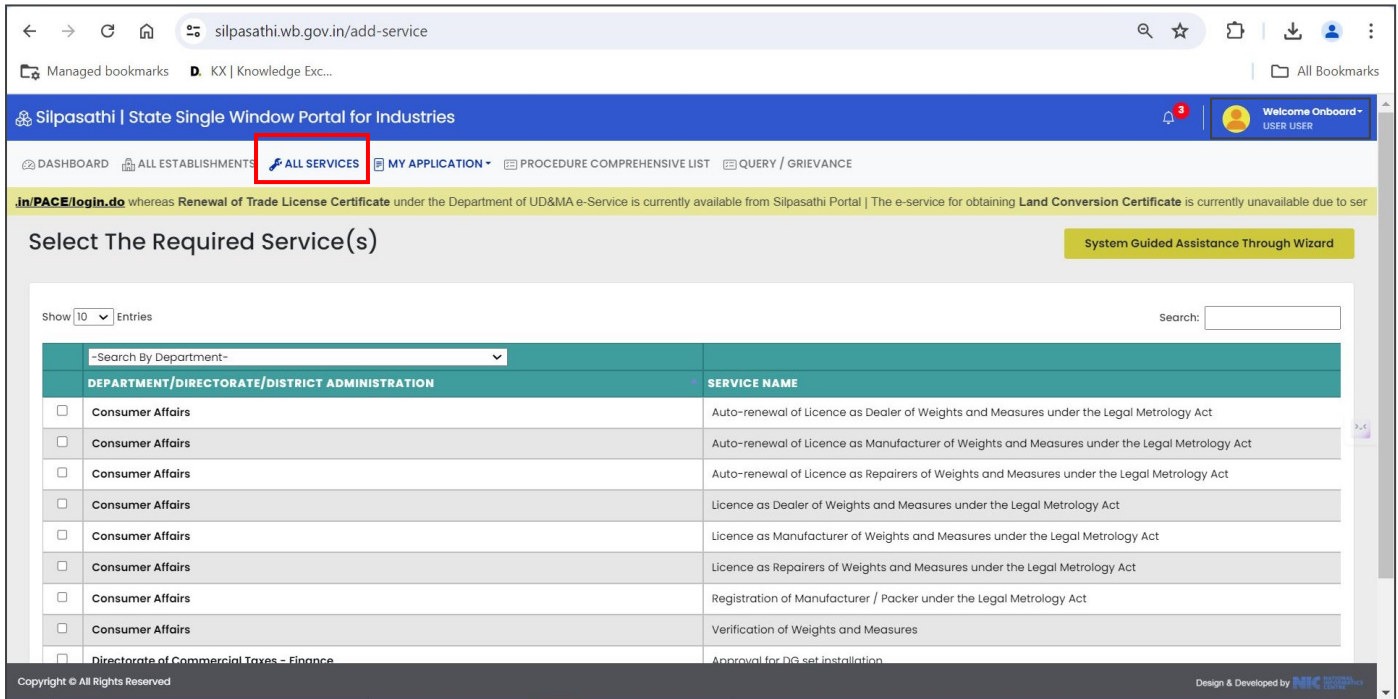 silpasathi.wb.gov.in/add-service
Managed bookmarks D. KX | Knowledge Exc... All Bookmarks
Silpasathi | State Single Window Portal for Industries 3 Welcome Onboard
USER USER
DASHBOARD ALL ESTABLISHMENTS ALL SERVICES MY APPLICATION PROCEDURE COMPREHENSIVE LIST QUERY / GRIEVANCE
.in/PACE/login.do whereas Renewal of Trade License Certificate under the Department of UD&MA e-Service is currently available from Silpasathi Portal | The e-service for obtaining Land Conversion Certificate is currently unavailable due to ser
Select The Required Service(s) System Guided Assistance Through Wizard
Show 10 Entries Search:
-Search By Department-
DEPARTMENT/DIRECTORATE/DISTRICT ADMINISTRATION SERVICE NAME
Consumer Affairs Auto-renewal of Licence as Dealer of Weights and Measures under the Legal Metrology Act
Consumer Affairs Auto-renewal of Licence as Manufacturer of Weights and Measures under the Legal Metrology Act
Consumer Affairs Auto-renewal of Licence as Repairers of Weights and Measures under the Legal Metrology Act
Consumer Affairs Licence as Dealer of Weights and Measures under the Legal Metrology Act
Consumer Affairs Licence as Manufacturer of Weights and Measures under the Legal Metrology Act
Consumer Affairs Licence as Repairers of Weights and Measures under the Legal Metrology Act
Consumer Affairs Registration of Manufacturer / Packer under the Legal Metrology Act
Consumer Affairs Verification of Weights and Measures
Directorate of Commercial Taxes - Finance Approval for DG set installation
Copyright © All Rights Reserved Design & Developed by NIC NATIONAL INFORMATICS CENTRE